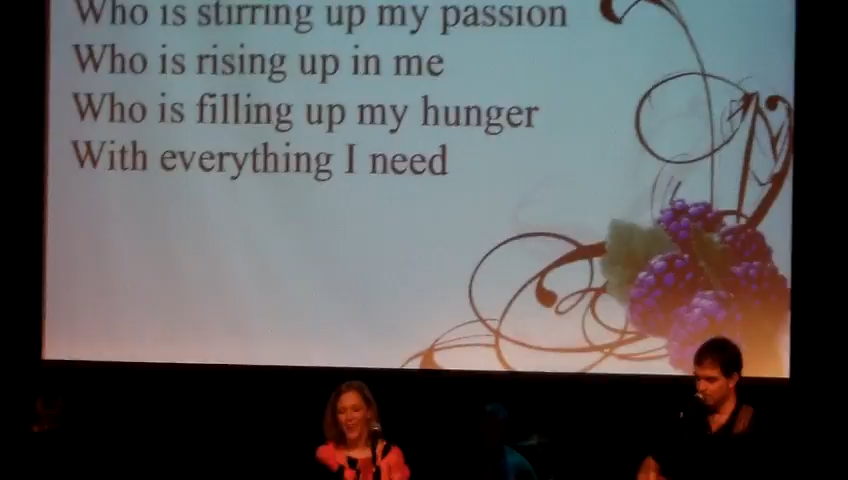 Who is stirring up my passion
Who is rising up in me
Who is filling up my hunger
With everything I need